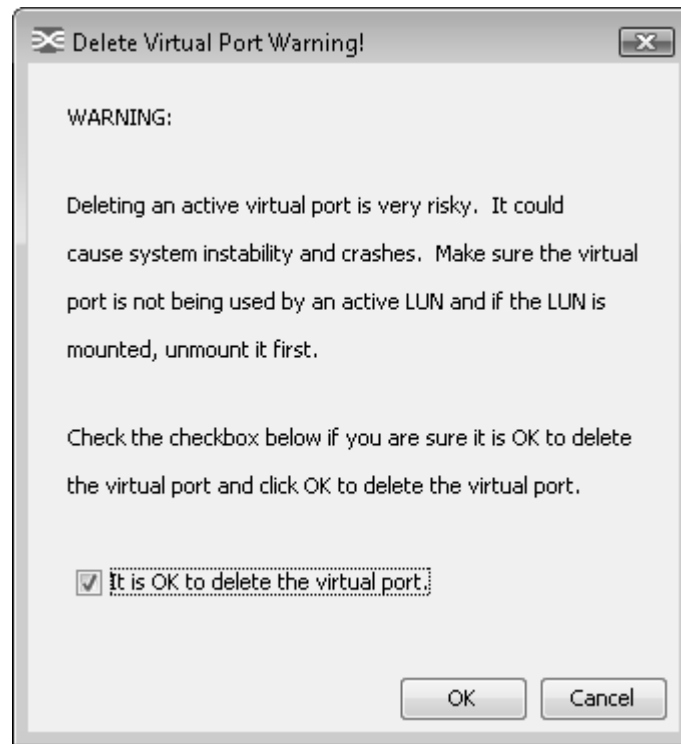 Delete Virtual Port Warning!
WARNING:
Deleting an active virtual port is very risky.  It could
cause system instability and crashes.  Make sure the virtual
port is not being used by an active LUN and if the LUN is
mounted, unmount it first.
Check the checkbox below if you are sure it is OK to delete
the virtual port and click OK to delete the virtual port.
It is OK to delete the virtual port.
OK
Cancel